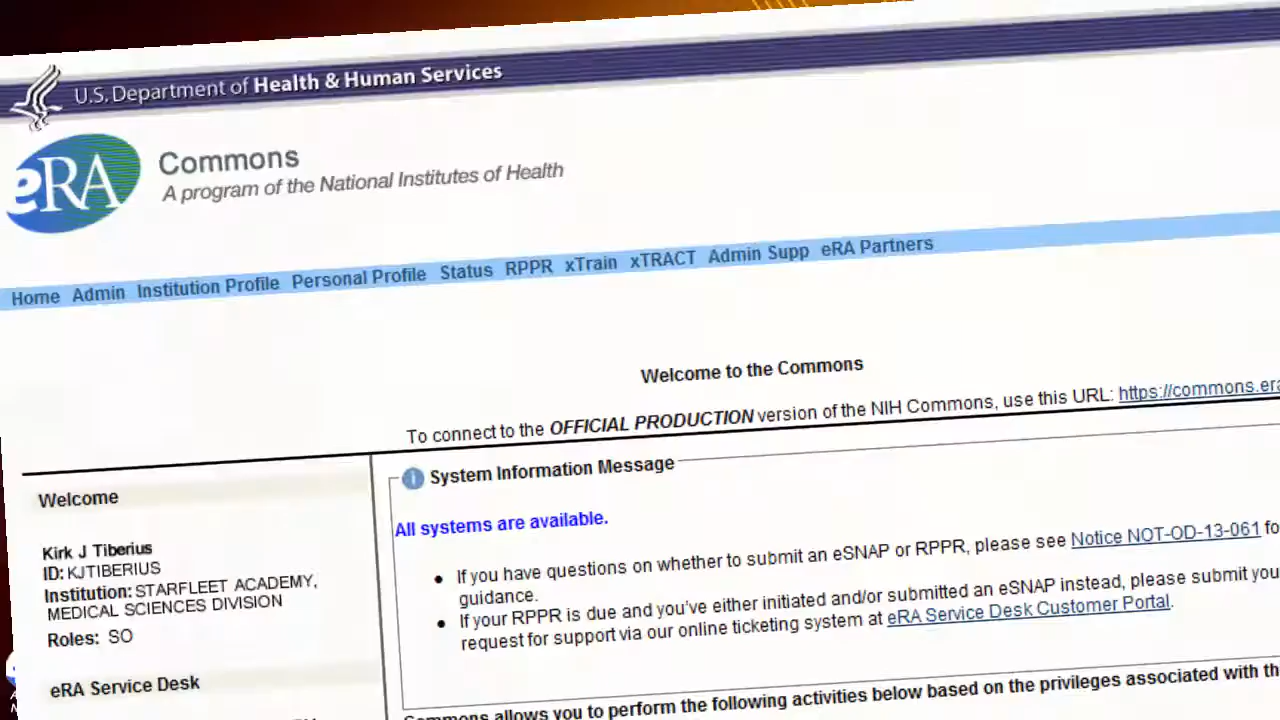 U.S. Department of Health & Human Services
eRA
Commons
A program of the National Institutes of Health
Home Admin Institution Profile Personal Profile Status RPPR xTrain xTRACT Admin Supp eRA Partners
Welcome to the Commons
To connect to the OFFICIAL PRODUCTION version of the NIH Commons, use this URL: https://commons.era
Welcome
Kirk J Tiberius
ID: KJTIBERIUS
Institution: STARFLEET ACADEMY,
MEDICAL SCIENCES DIVISION
Roles: SO
eRA Service Desk
System Information Message
All systems are available.
• If you have questions on whether to submit an eSNAP or RPPR, please see Notice NOT-OD-13-061 fo
guidance.
• If your RPPR is due and you've either initiated and/or submitted an eSNAP instead, please submit you
request for support via our online ticketing system at eRA Service Desk Customer Portal.
Commons allows you to perform the following activities below based on the privileges associated with th